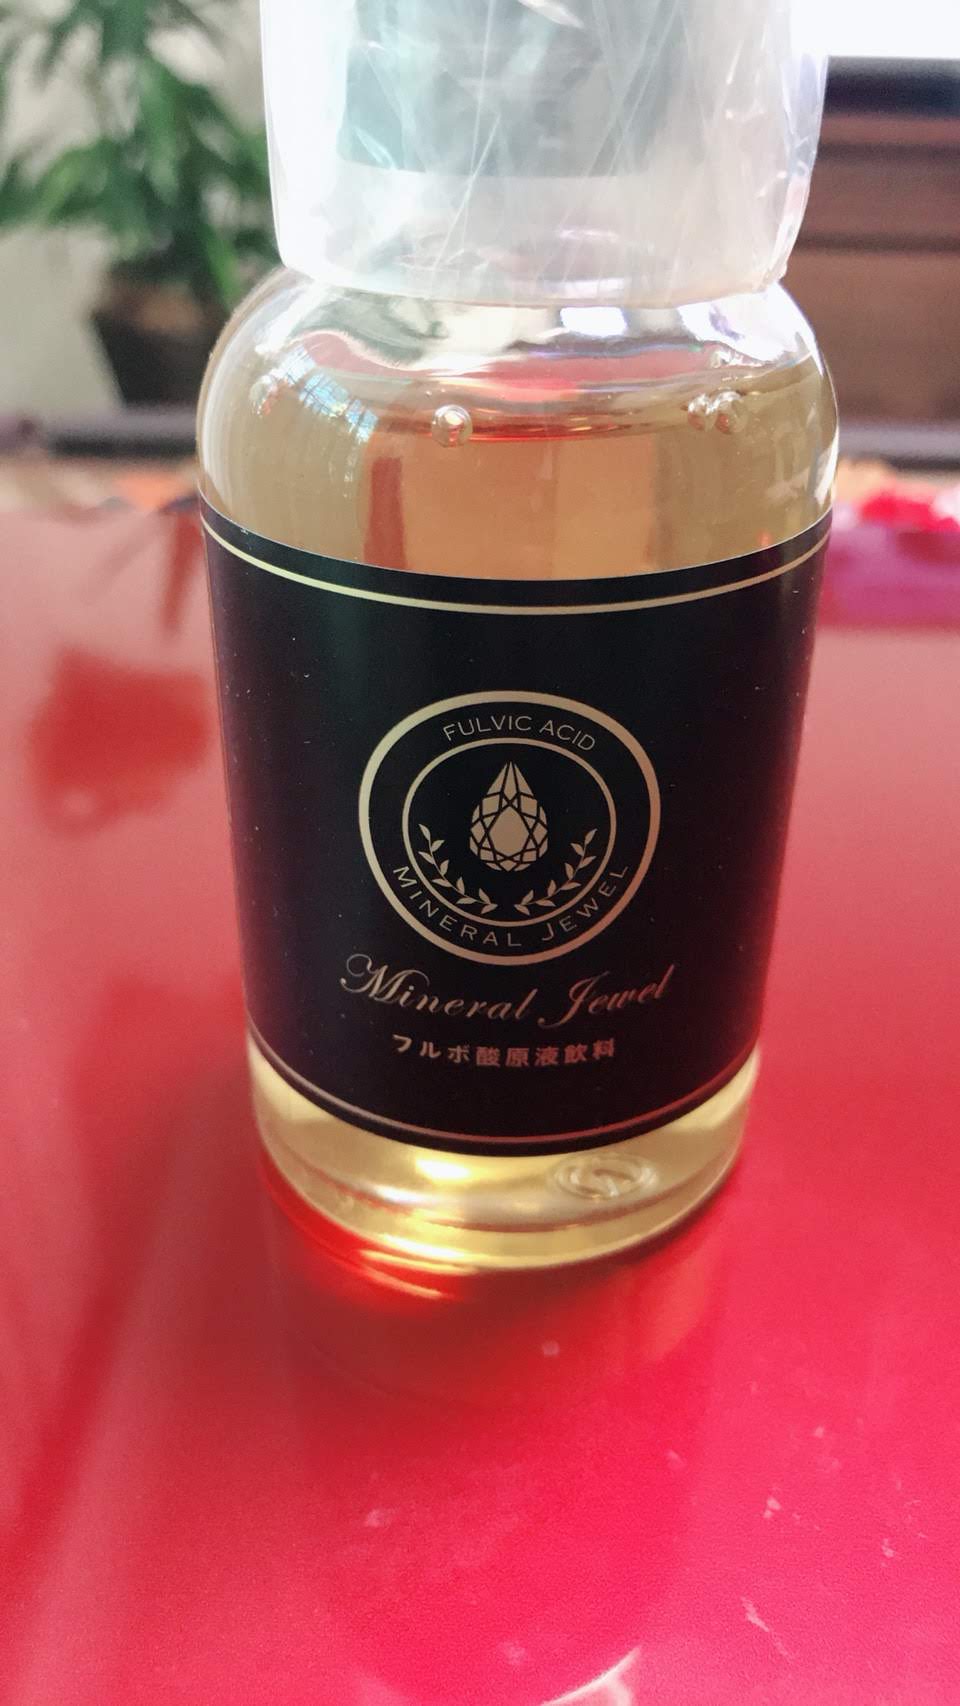 FULVIC ACID
MINERAL JEWEL
Mineral Jewel
フルボ酸原液飲料